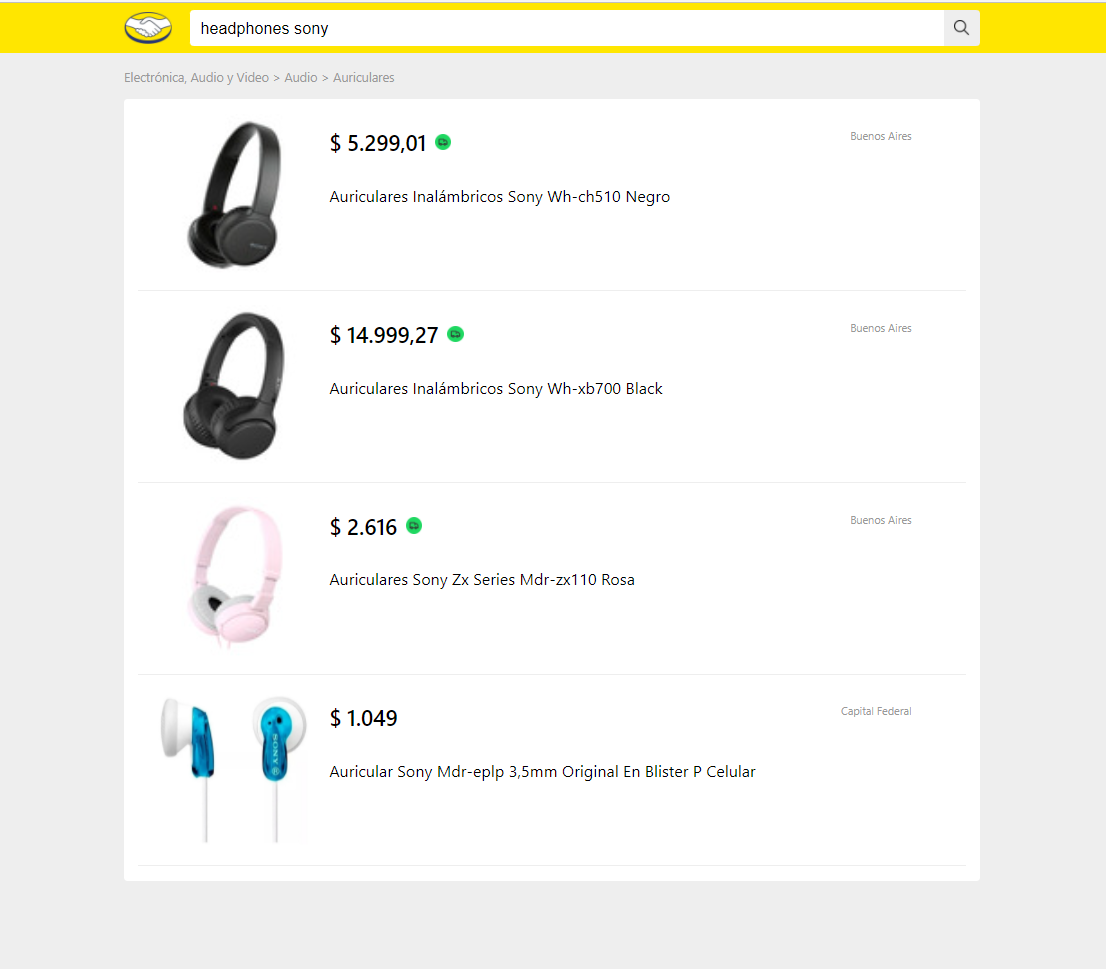 headphones sony
Electrónica, Audio y Video > Audio > Auriculares
$ 5.299,01
Buenos Aires
Auriculares Inalámbricos Sony Wh-ch510 Negro
$ 14.999,27
Buenos Aires
Auriculares Inalámbricos Sony Wh-xb700 Black
$ 2.616
Buenos Aires
Auriculares Sony Zx Series Mdr-zx110 Rosa
$ 1.049
Capital Federal
SONY
Auricular Sony Mdr-eplp 3,5mm Original En Blister P Celular